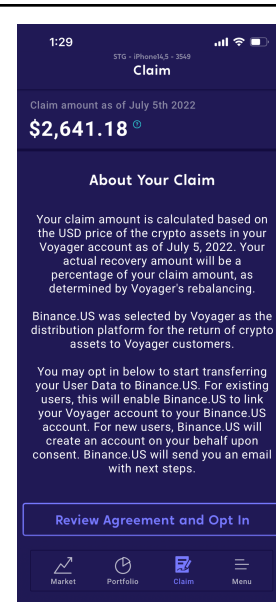 1:29
STG - iPhone14,5 - 3549
Claim
Claim amount as of July 5th 2022
$2,641.18
About Your Claim
Your claim amount is calculated based on
the USD price of the crypto assets in your
Voyager account as of July 5, 2022. Your
actual recovery amount will be a
percentage of your claim amount, as
determined by Voyager's rebalancing.
Binance.US was selected by Voyager as the
distribution platform for the return of crypto
assets to Voyager customers.
You may opt in below to start transferring
your User Data to Binance.US. For existing
users, this will enable Binance.US to link
your Voyager account to your Binance.US
account. For new users, Binance.US will
create an account on your behalf upon
consent. Binance.US will send you an email
with next steps.
Review Agreement and Opt In
Market Portfolio Claim Menu